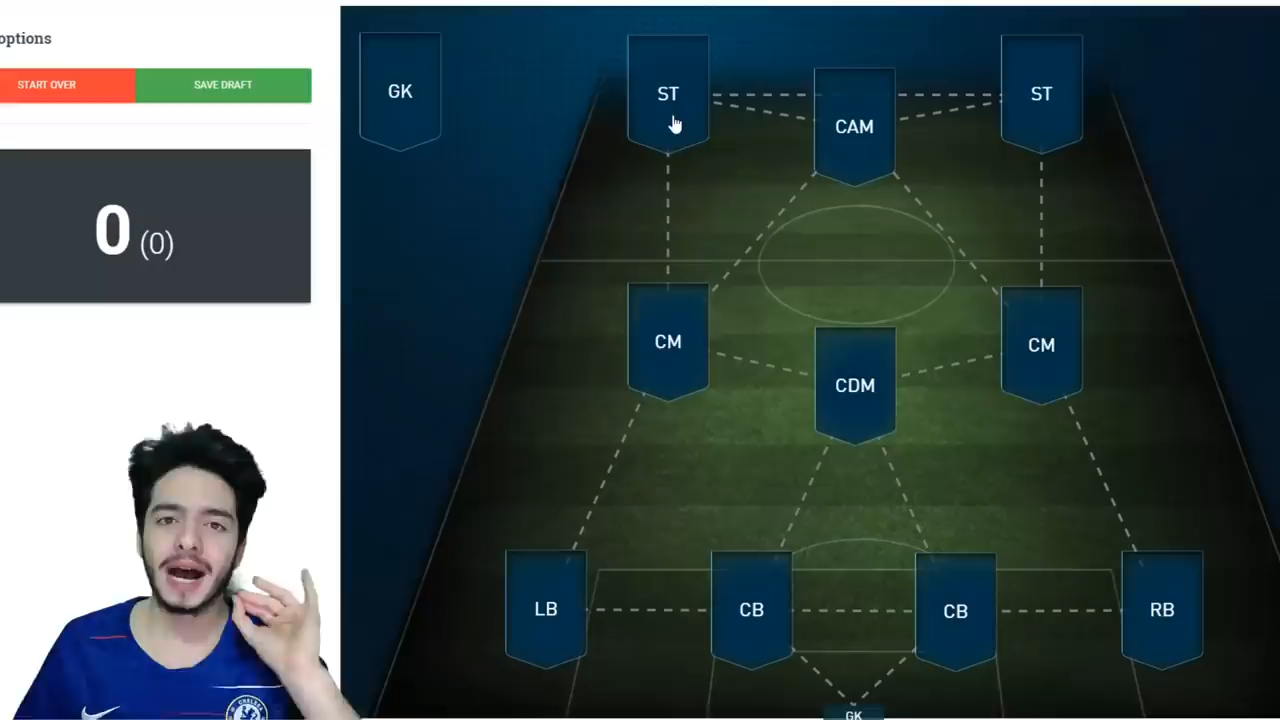 options
START OVER
SAVE DRAFT
0 (0)
GK
ST
CAM
ST
CM
CDM
CM
LB
CB
CB
RB
GK
CHELSEA